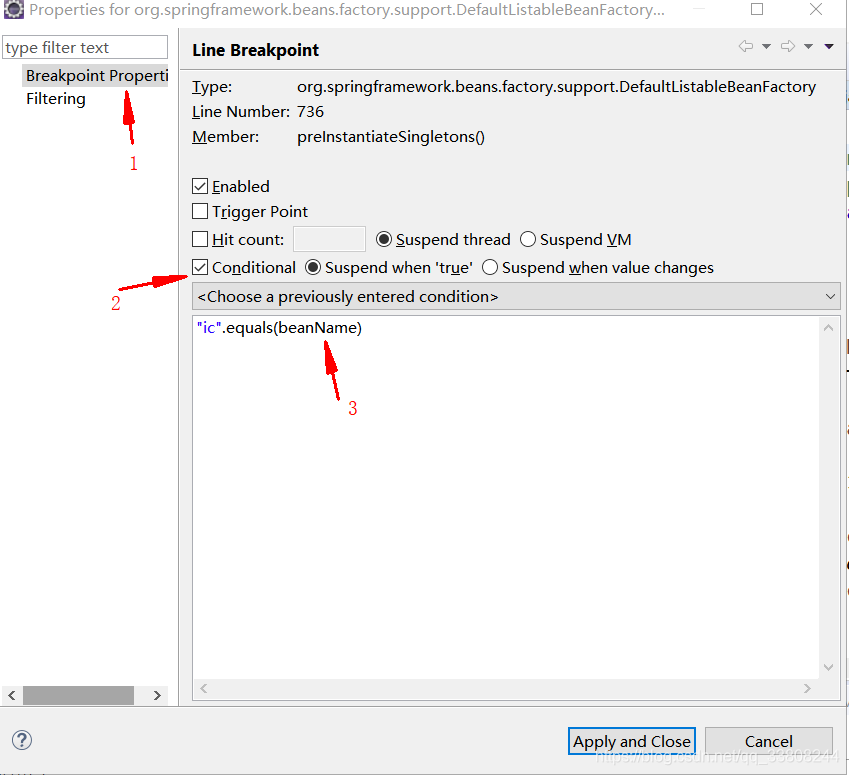 Properties for org.springframework.beans.factory.support.DefaultListableBeanFactory...
type filter text
Breakpoint Properti
Filtering
1
Line Breakpoint
Type: org.springframework.beans.factory.support.DefaultListableBeanFactory
Line Number: 736
Member: preInstantiateSingletons()
Enabled
Trigger Point
Hit count: Suspend thread Suspend VM
Conditional Suspend when 'true' Suspend when value changes
2
<Choose a previously entered condition>
"ic".equals(beanName)
3
Apply and Close Cancel
https://blog.csdn.net/qq_33808244